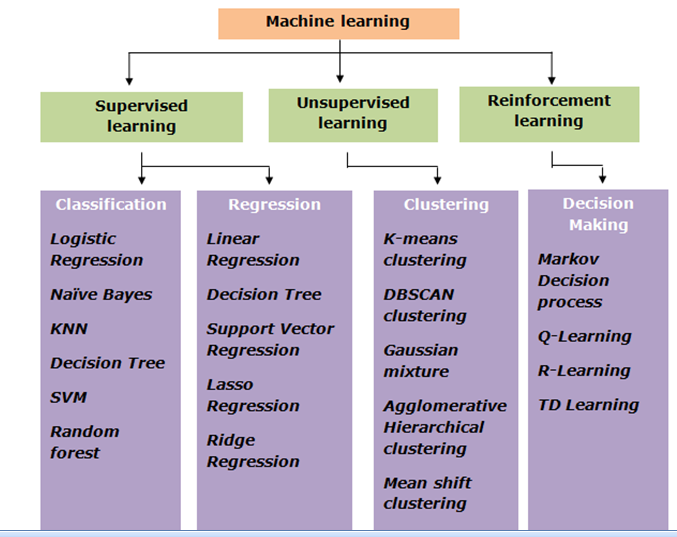 Machine learning
Supervised
learning
Unsupervised
learning
Reinforcement
learning
Classification
Logistic
Regression
Naïve Bayes
KNN
Decision Tree
SVM
Random
forest
Regression
Linear
Regression
Decision Tree
Support Vector
Regression
Lasso
Regression
Ridge
Regression
Clustering
K-means
clustering
DBSCAN
clustering
Gaussian
mixture
Agglomerative
Hierarchical
clustering
Mean shift
clustering
Decision
Making
Markov
Decision
process
Q-Learning
R-Learning
TD Learning